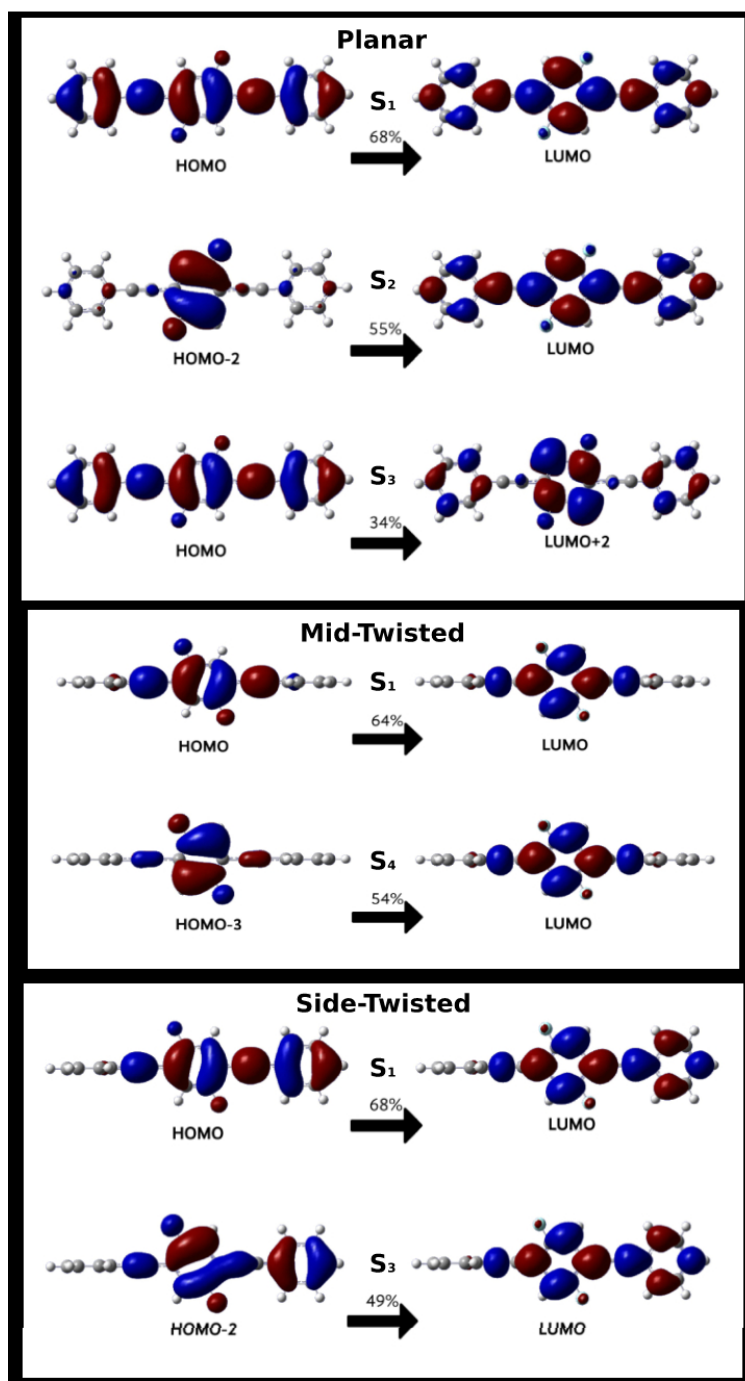 Planar
S₁
68%
HOMO
LUMO
S₂
55%
HOMO-2
LUMO
S₃
34%
HOMO
LUMO+2
Mid-Twisted
S₁
64%
HOMO
LUMO
S₄
54%
HOMO-3
LUMO
Side-Twisted
S₁
68%
HOMO
LUMO
S₃
49%
HOMO-2
LUMO